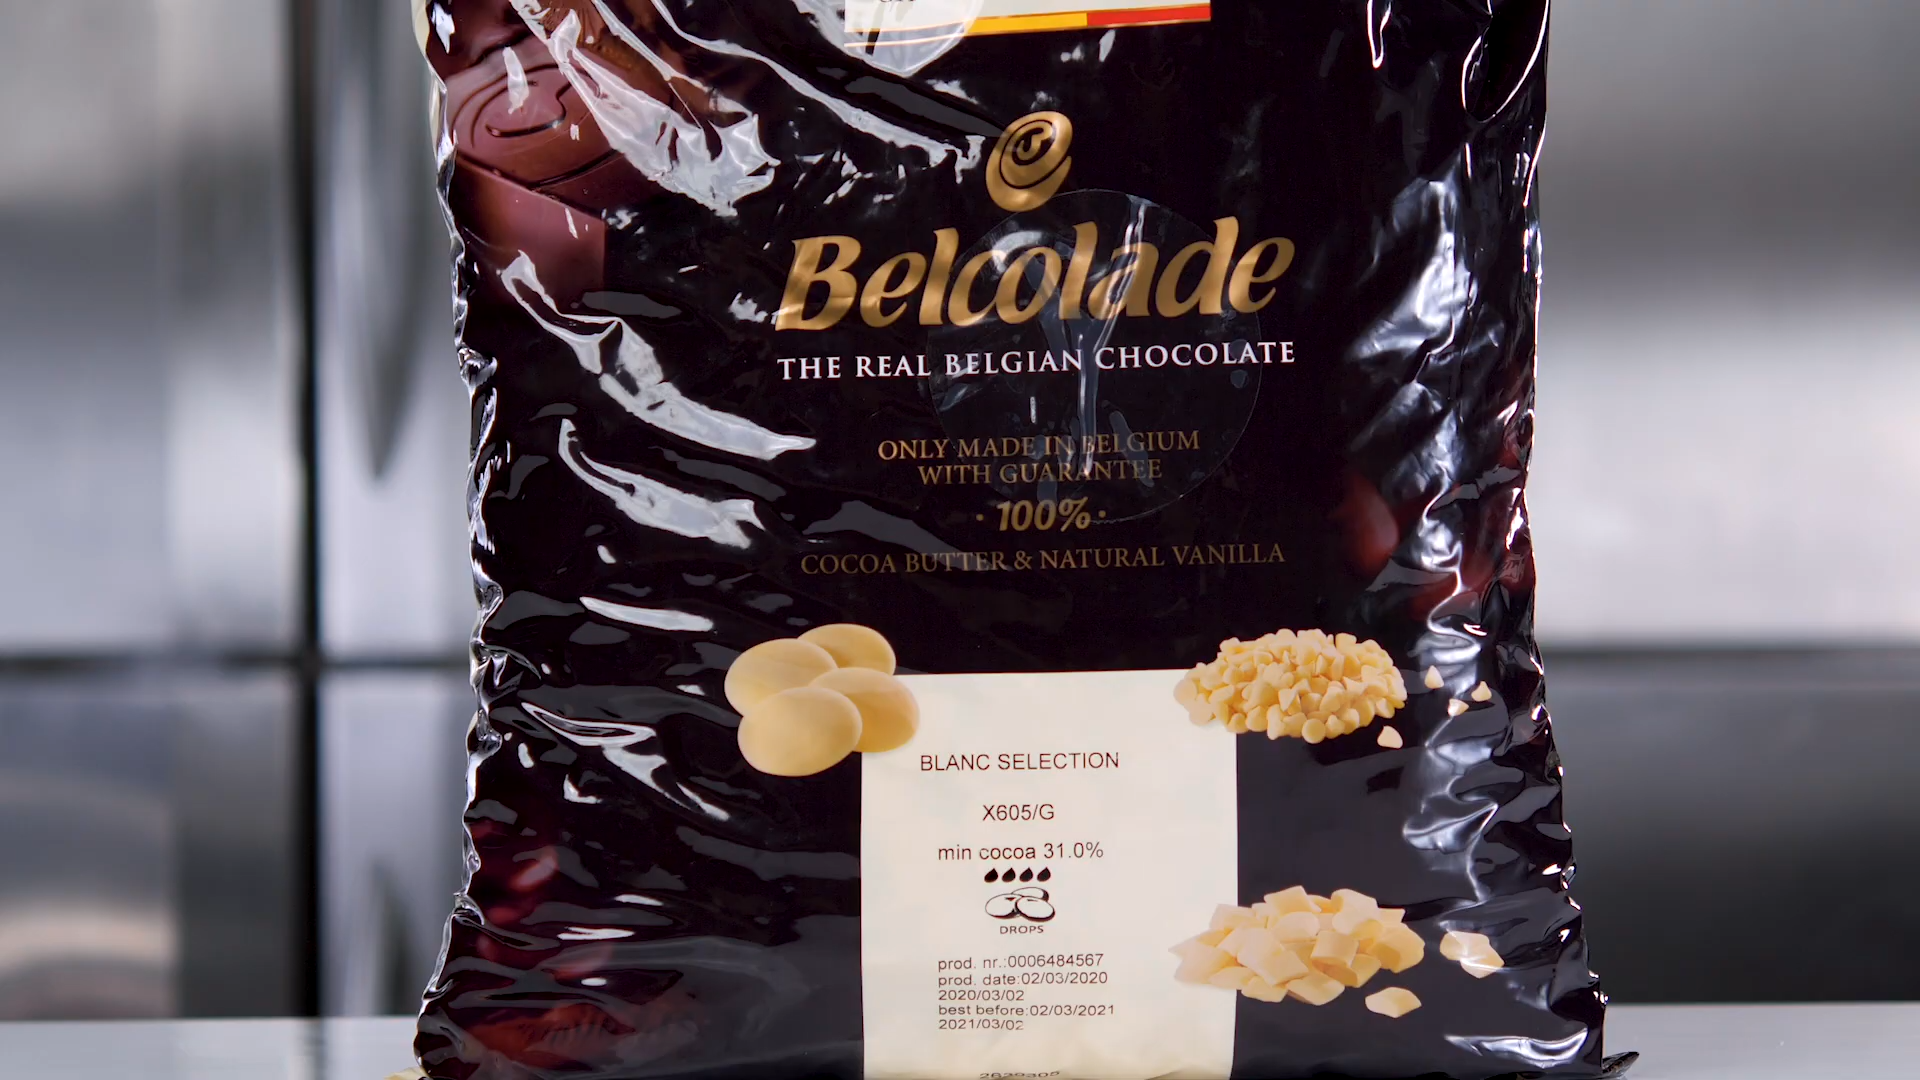 Belcolade
THE REAL BELGIAN CHOCOLATE
ONLY MADE IN BELGIUM
WITH GUARANTEE
· 100% ·
COCOA BUTTER & NATURAL VANILLA
BLANC SELECTION
X605/G
min cocoa 31.0%
DROPS
prod. nr.:0006484567
prod. date:02/03/2020
2020/03/02
best before:02/03/2021
2021/03/02